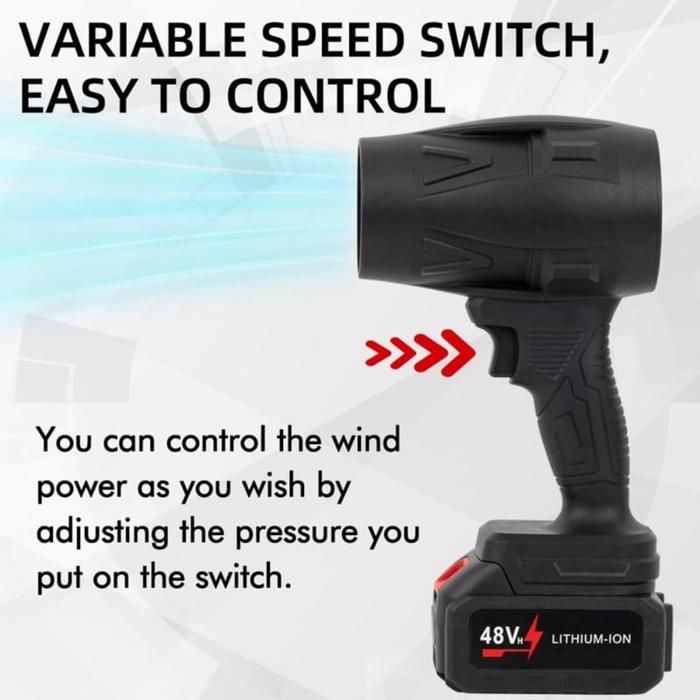 VARIABLE SPEED SWITCH,
EASY TO CONTROL
You can control the wind
power as you wish by
adjusting the pressure you
put on the switch.
48VH LITHIUM-ION